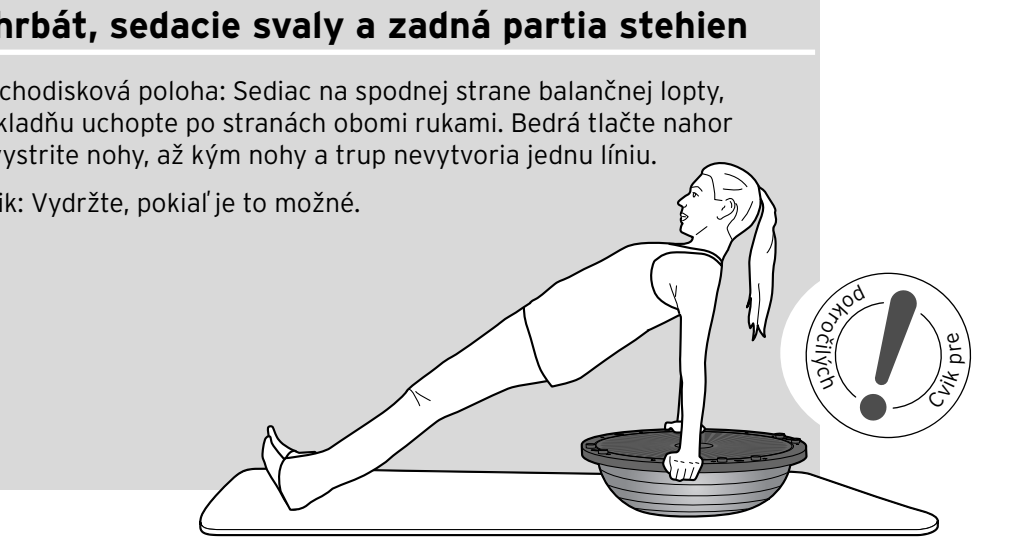 hrbát, sedacie svaly a zadná partia stehien
chodisková poloha: Sediac na spodnej strane balančnej lopty,
kladňu uchopte po stranách obomi rukami. Bedrá tlačte nahor
vystrite nohy, až kým nohy a trup nevytvoria jednu líniu.
ik: Vydržte, pokiaľ je to možné.
Cvik pre
pokročilých